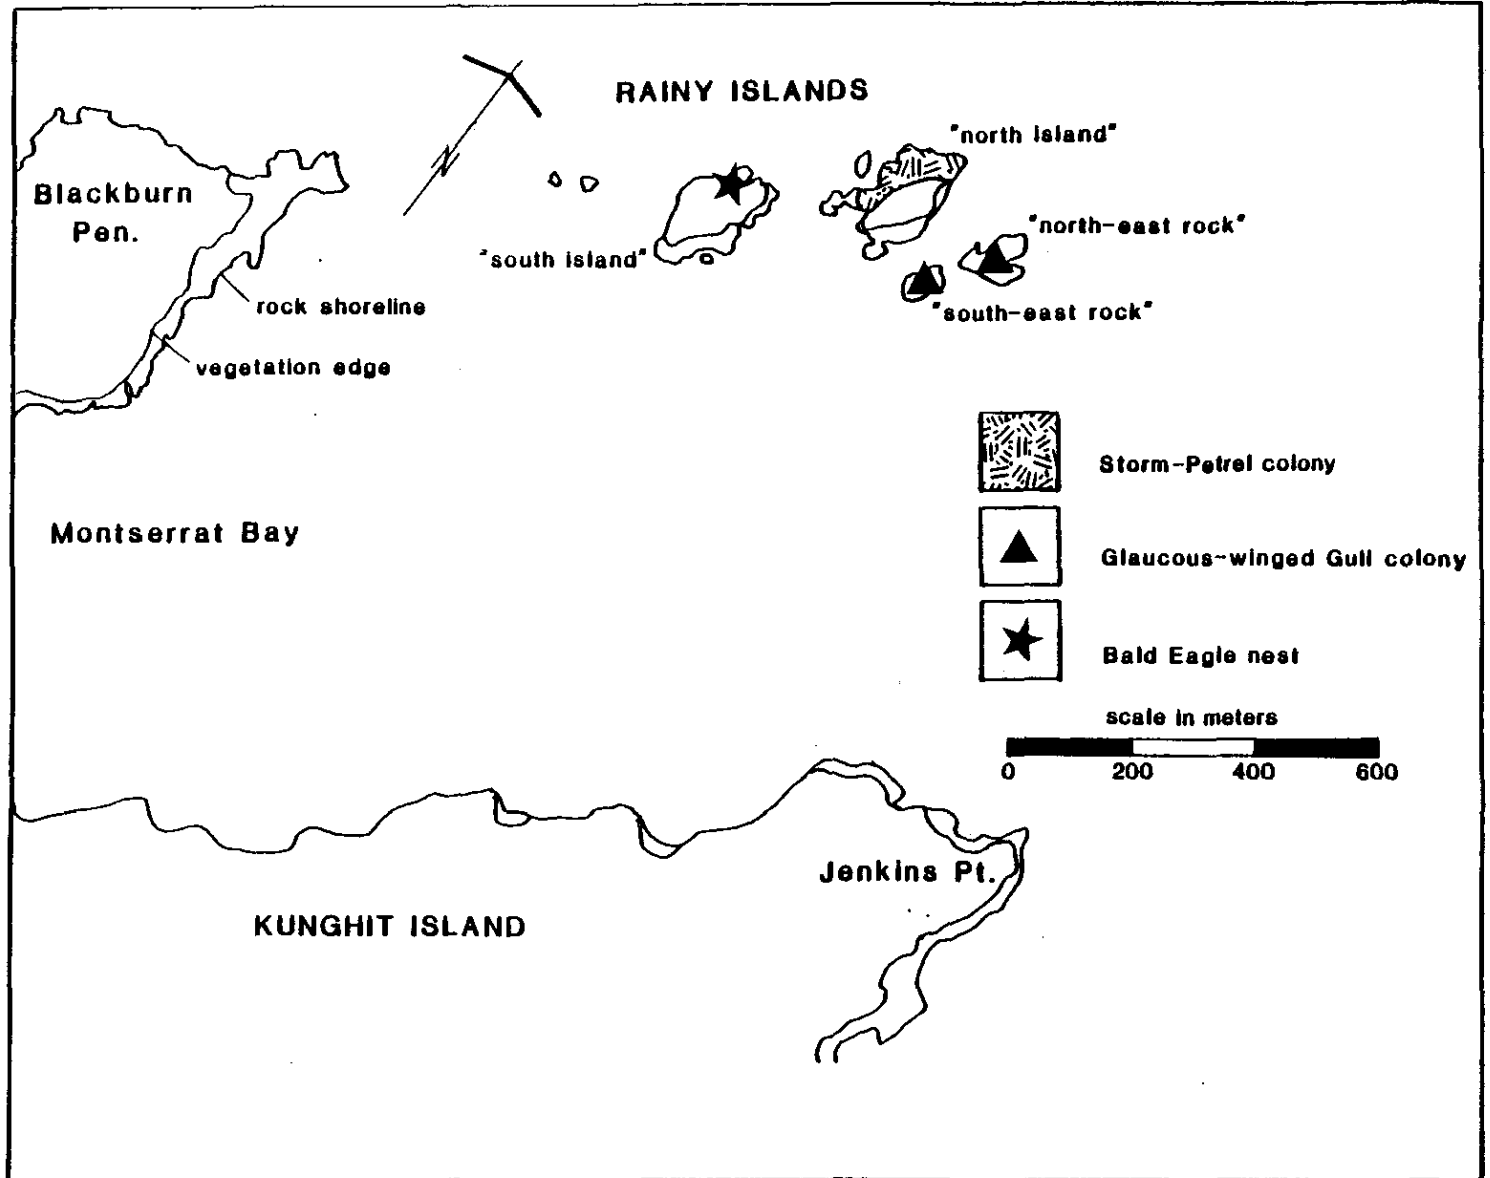 RAINY ISLANDS
"north island"
Blackburn
Pen.
N
"north-east rock"
"south island"
rock shoreline
"south-east rock"
vegetation edge
Storm-Petrel colony
Montserrat Bay
Glaucous-winged Gull colony
Bald Eagle nest
scale in meters
0 200 400 600
Jenkins Pt.
KUNGHIT ISLAND